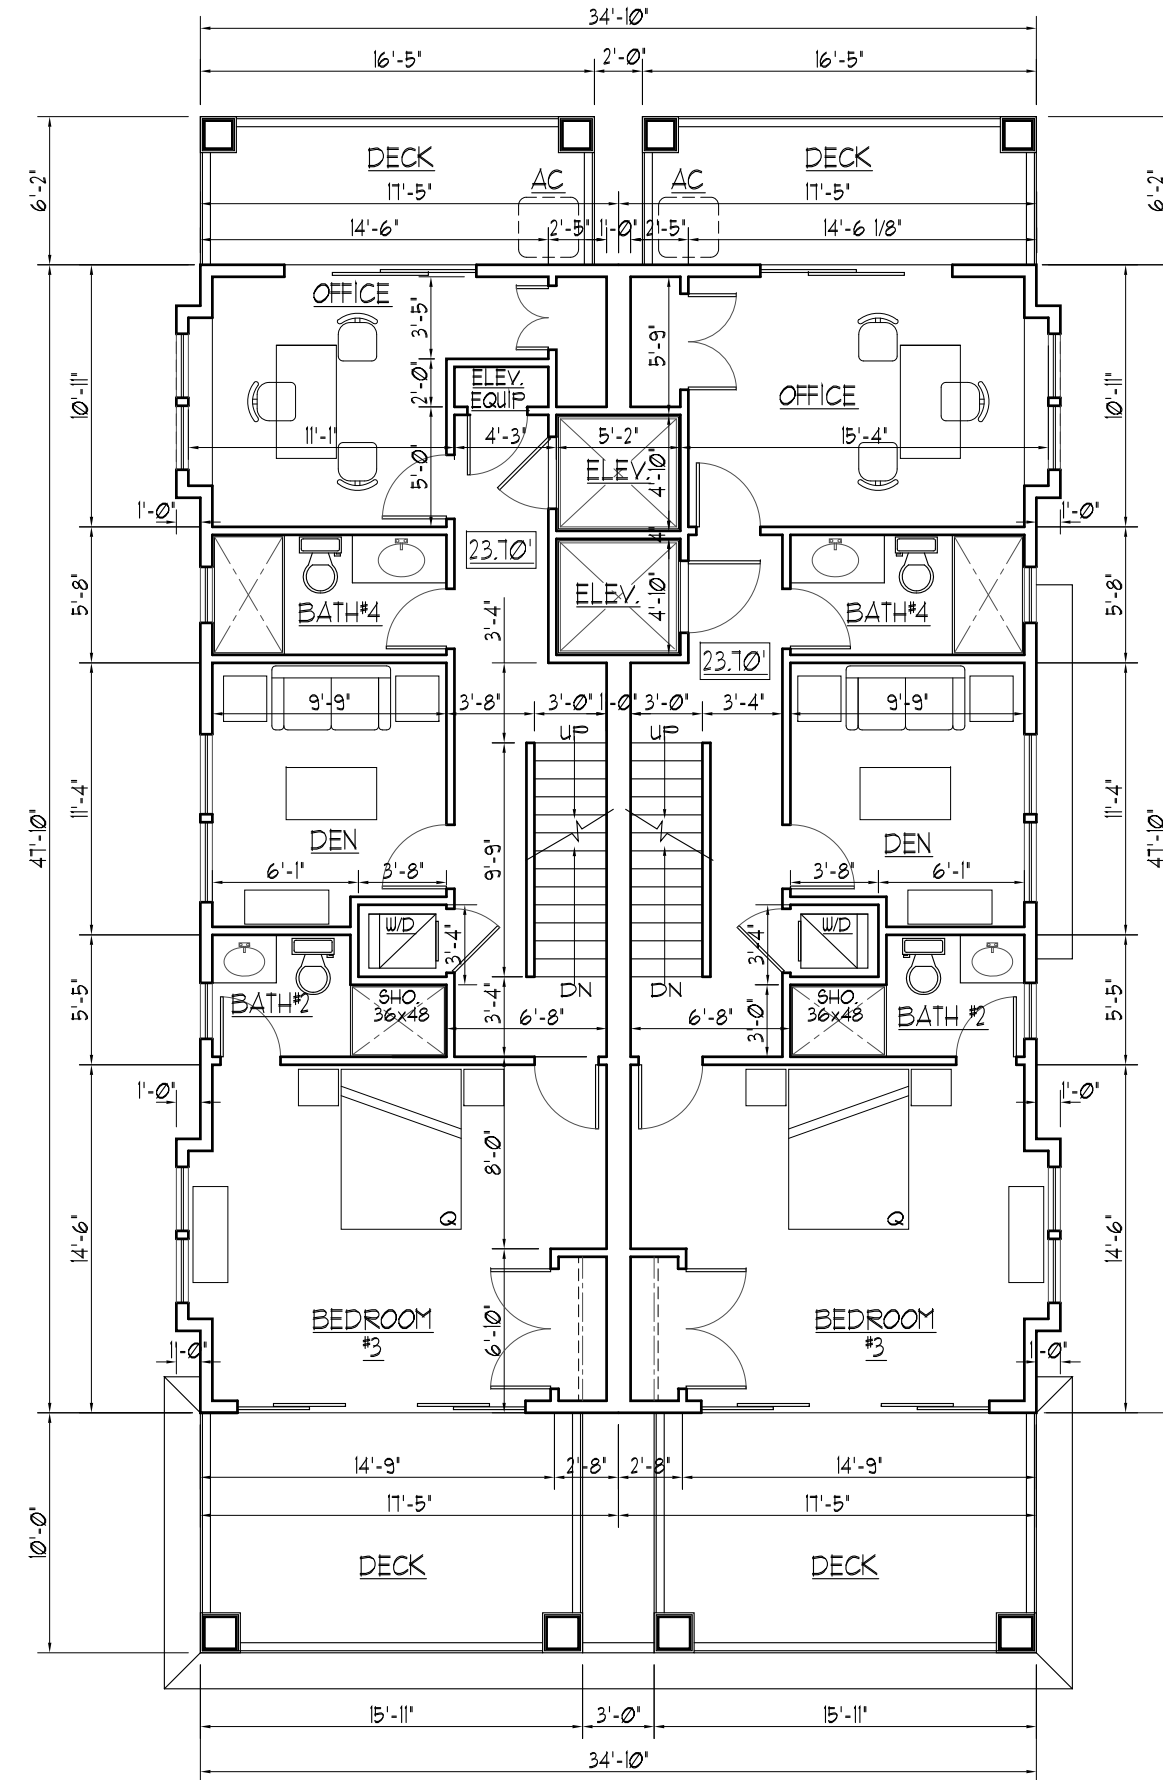 34'-10"
16'-5" 2'-0" 16'-5"
DECK DECK
AC AC
6'-2" 6'-2"
17'-5" 17'-5"
14'-6" 2'-5" 1'-0" 2'-5" 14'-6 1/8"
OFFICE
3'-5"
5'-9"
ELEV.
EQUIP
2'-0"
OFFICE
10'-11" 10'-11"
11'-1" 4'-3" 5'-2" 15'-4"
5'-0"
ELEV.
4'-10"
1'-0" 1'-0"
4"
23.70'
5'-8" 5'-8"
ELEV.
4'-10"
BATH#4 BATH#4
3'-4"
23.70'
9'-9" 3'-8" 3'-0" 1'-0" 3'-0" 3'-4" 9'-9"
UP UP
11'-4" 11'-4"
DEN DEN
47'-10" 47'-10"
9'-9"
6'-1" 3'-8" 3'-8" 6'-1"
W/D W/D
3'-4" 3'-4"
5'-5" 5'-5"
BATH#2
SHO.
36x48
DN DN
SHO.
36x48
BATH #2
3'-4" 6'-8" 6'-8" 3'-0"
1'-0" 1'-0"
8'-0"
Q Q
14'-6" 14'-6"
BEDROOM
#3
BEDROOM
#3
6'-10"
1'-0" 1'-0"
14'-9" 2'-8" 2'-8" 14'-9"
17'-5" 17'-5"
10'-0"
DECK DECK
15'-11" 3'-0" 15'-11"
34'-10"